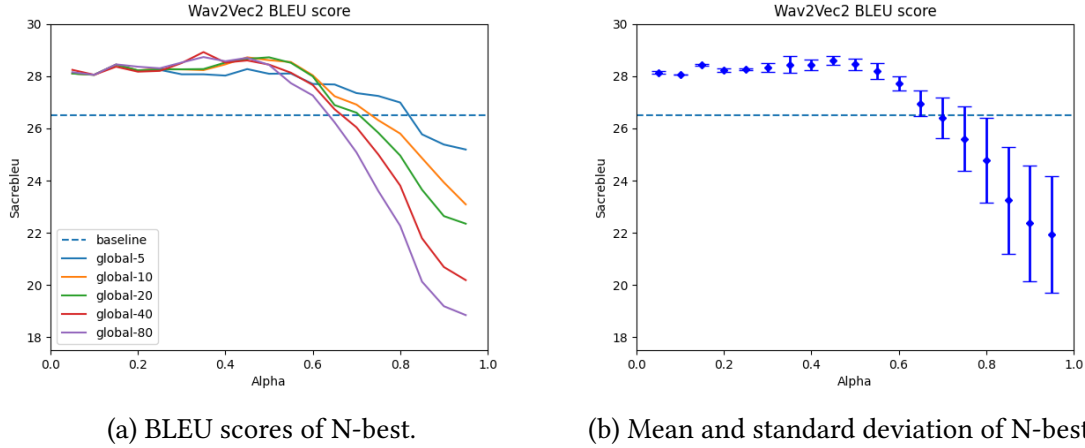 Wav2Vec2 BLEU score
30
28
26
24
22
20
18
Sacrebleu
baseline
global-5
global-10
global-20
global-40
global-80
0.0 0.2 0.4 0.6 0.8 1.0
Alpha
(a) BLEU scores of N-best.
Wav2Vec2 BLEU score
30
28
26
24
22
20
18
Sacrebleu
0.0 0.2 0.4 0.6 0.8 1.0
Alpha
(b) Mean and standard deviation of N-best